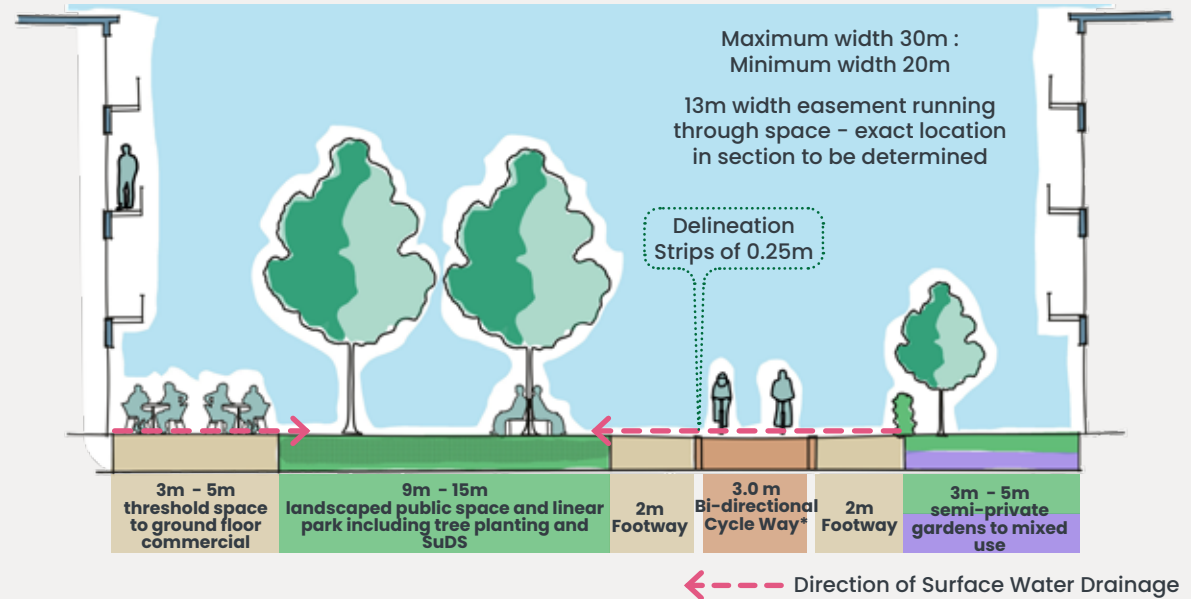 Maximum width 30m :
Minimum width 20m
13m width easement running
through space - exact location
in section to be determined
Delineation
Strips of 0.25m
3m - 5m
threshold space
to ground floor
commercial
9m - 15m
landscaped public space and linear
park including tree planting and
SuDS
2m
Footway
3.0 m
Bi-directional
Cycle Way*
2m
Footway
3m - 5m
semi-private
gardens to mixed
use
Direction of Surface Water Drainage